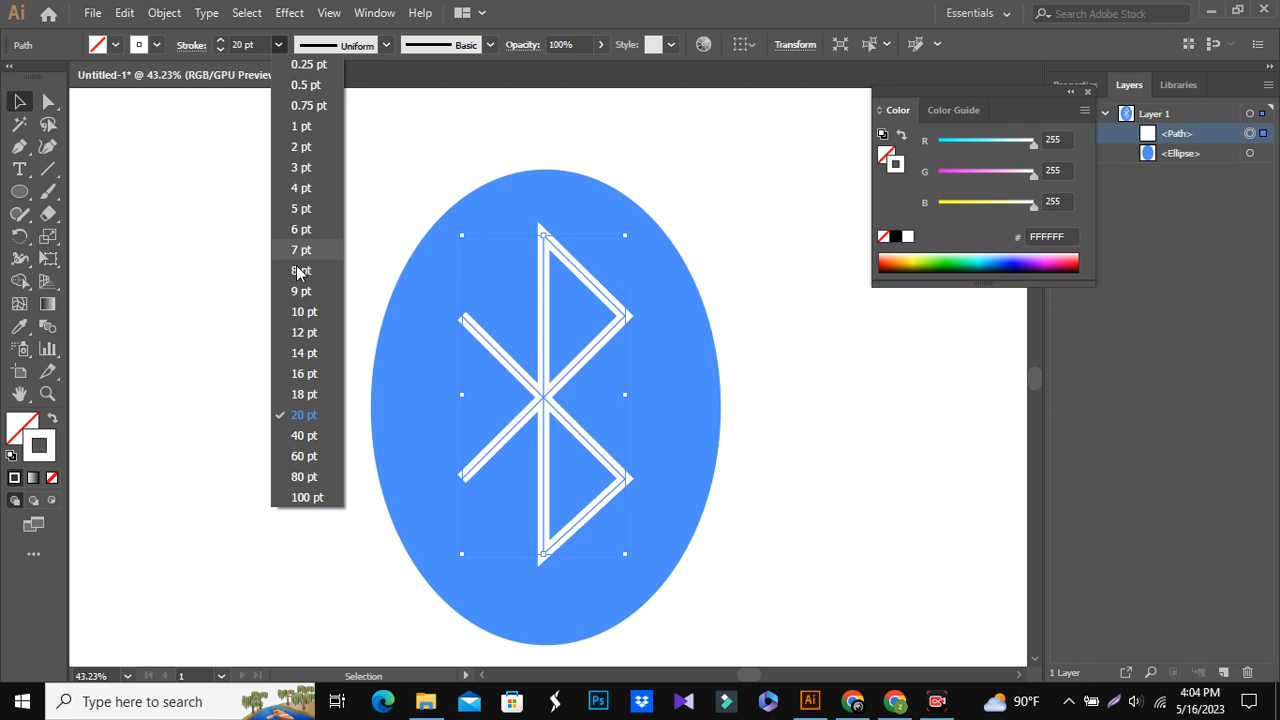 Ai File Edit Object Type Select Effect View Window Help Essentials Search Adobe Stock
Path Stroke: 20 pt Uniform Basic Opacity: 100% Style: Transform
Untitled-1* @ 43.23% (RGB/GPU Preview
0.25 pt
0.5 pt
0.75 pt
1 pt
2 pt
3 pt
4 pt
5 pt
6 pt
7 pt
8 pt
9 pt
10 pt
12 pt
14 pt
16 pt
18 pt
20 pt
40 pt
60 pt
80 pt
100 pt
Color Color Guide
R 255
G 255
B 255
# FFFFFF
Properties Layers Libraries
Layer 1
<Path>
<Ellipse>
43.23% 1 Selection
1 Layer
Type here to search
Ps Ai
90°F
4:04 PM
5/16/2023